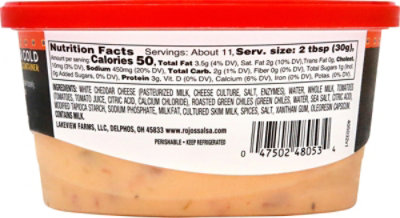 COLD
CONTAINER
Nutrition Facts Servings: About 11, Serv. size: 2 tbsp (30g),
Amount per serving: Calories 50, Total Fat 3.5g (4% DV), Sat. Fat 2g (10% DV), Trans Fat 0g, Cholest.
10mg (3% DV), Sodium 450mg (20% DV), Total Carb. 2g (1% DV), Fiber 0g (0% DV), Total Sugars 1g (Incl.
0g Added Sugars, 0% DV), Protein 3g, Vit. D (0% DV), Calcium (6% DV), Iron (0% DV), Potas. (0% DV).
INGREDIENTS: WHITE CHEDDAR CHEESE (PASTEURIZED MILK, CHEESE CULTURE, SALT, ENZYMES), WATER, WHOLE MILK, TOMATOES
(TOMATOES, TOMATO JUICE, CITRIC ACID, CALCIUM CHLORIDE), ROASTED GREEN CHILES (GREEN CHILES, WATER, SEA SALT, CITRIC ACID),
MODIFIED TAPIOCA STARCH, SODIUM PHOSPHATE, MILKFAT, CULTURED SKIM MILK, SPICES, SALT, XANTHAN GUM, OLEORESIN CAPSICUM.
CONTAINS MILK.
LAKEVIEW FARMS, LLC, DELPHOS, OH 45833 www.rojossalsa.com
PERISHABLE • KEEP REFRIGERATED
0 47502 48053 4